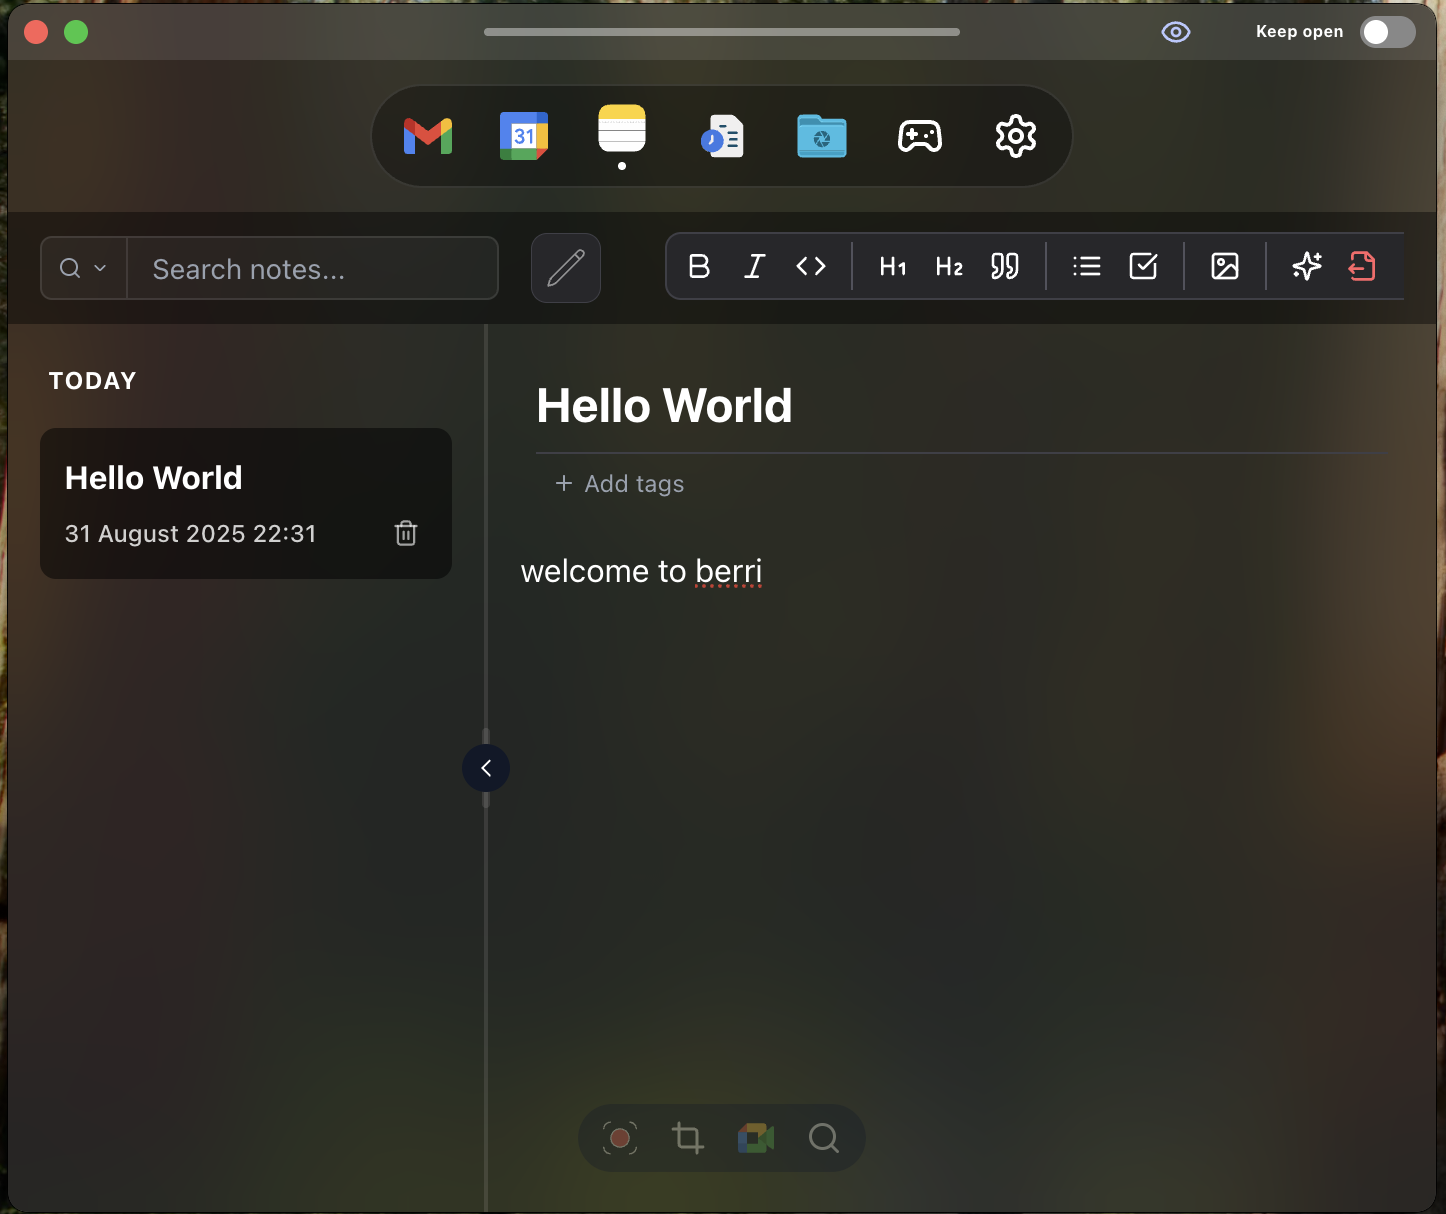 Keep open
31
Search notes...
H1 H2
TODAY
Hello World
31 August 2025 22:31
Hello World
+ Add tags
welcome to berri